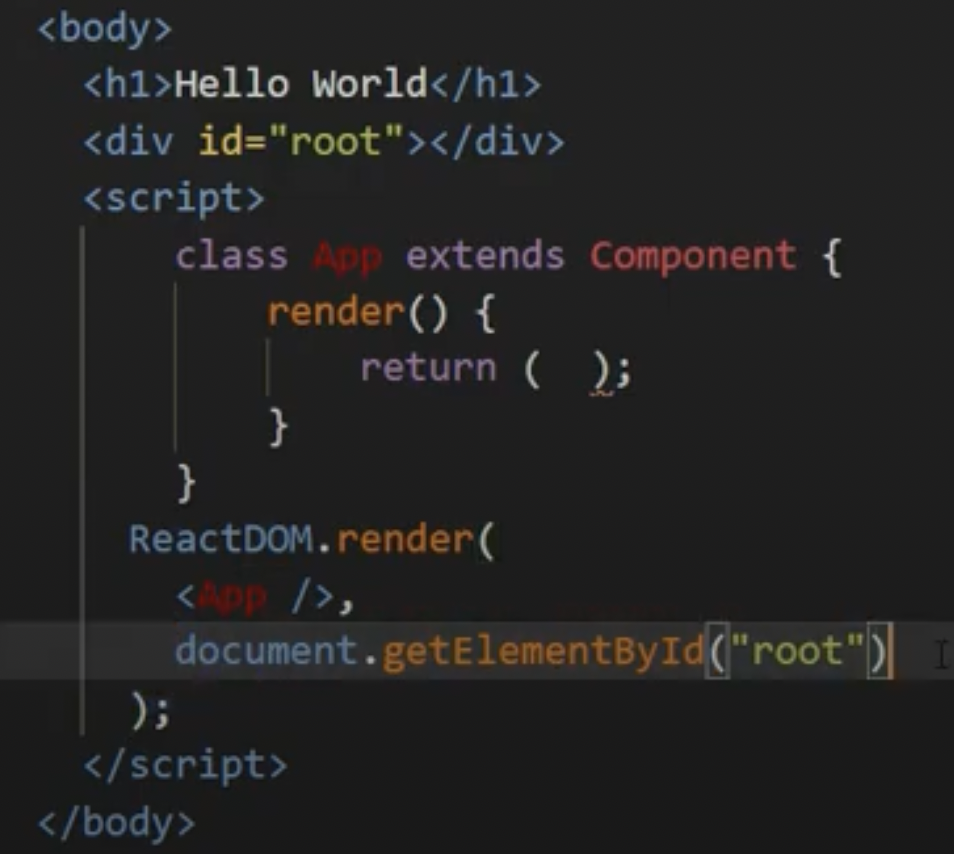 <body>
<h1>Hello World</h1>
<div id="root"></div>
<script>
class App extends Component {
render() {
return (  );
}
}
ReactDOM.render(
<App />,
document.getElementById("root")
);
</script>
</body>